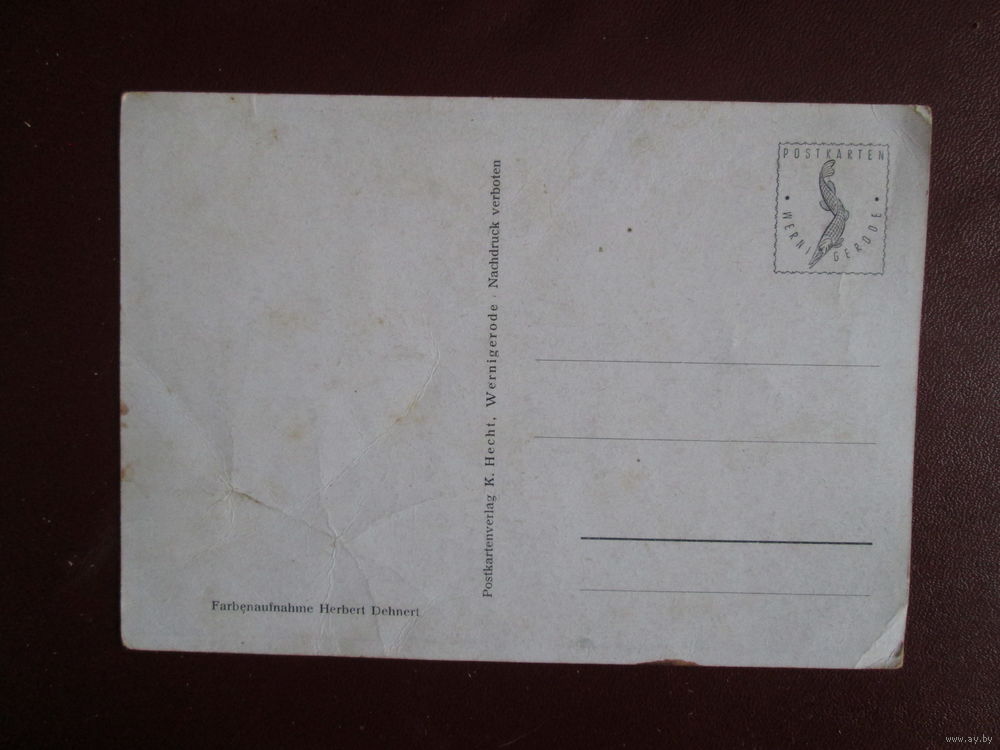 POSTKARTEN
WERNIGERODE
Postkartenverlag K. Hecht, Wernigerode · Nachdruck verboten
Farbenaufnahme Herbert Dehnert
www.ay.by